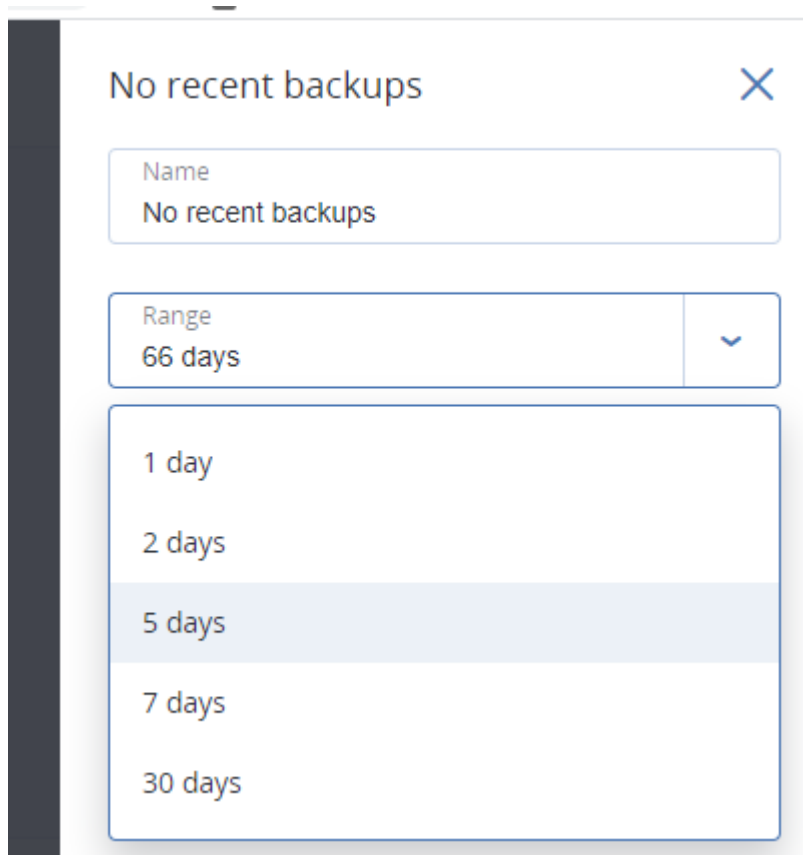 No recent backups
Name
No recent backups
Range
66 days
1 day
2 days
5 days
7 days
30 days